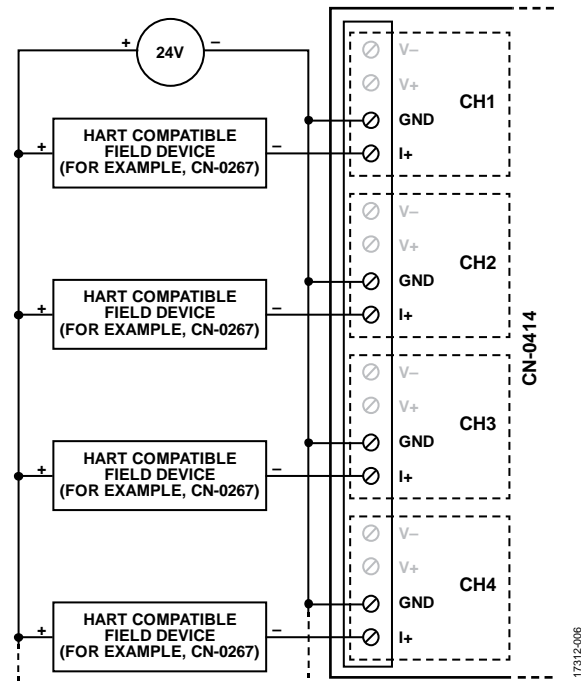 + 24V –
V–
V+
CH1
GND
I+
+ HART COMPATIBLE
FIELD DEVICE
(FOR EXAMPLE, CN-0267) –
V–
V+
CH2
GND
I+
+ HART COMPATIBLE
FIELD DEVICE
(FOR EXAMPLE, CN-0267) –
CN-0414
V–
V+
CH3
GND
I+
+ HART COMPATIBLE
FIELD DEVICE
(FOR EXAMPLE, CN-0267) –
V–
V+
CH4
GND
I+
+ HART COMPATIBLE
FIELD DEVICE
(FOR EXAMPLE, CN-0267) –
17312-006